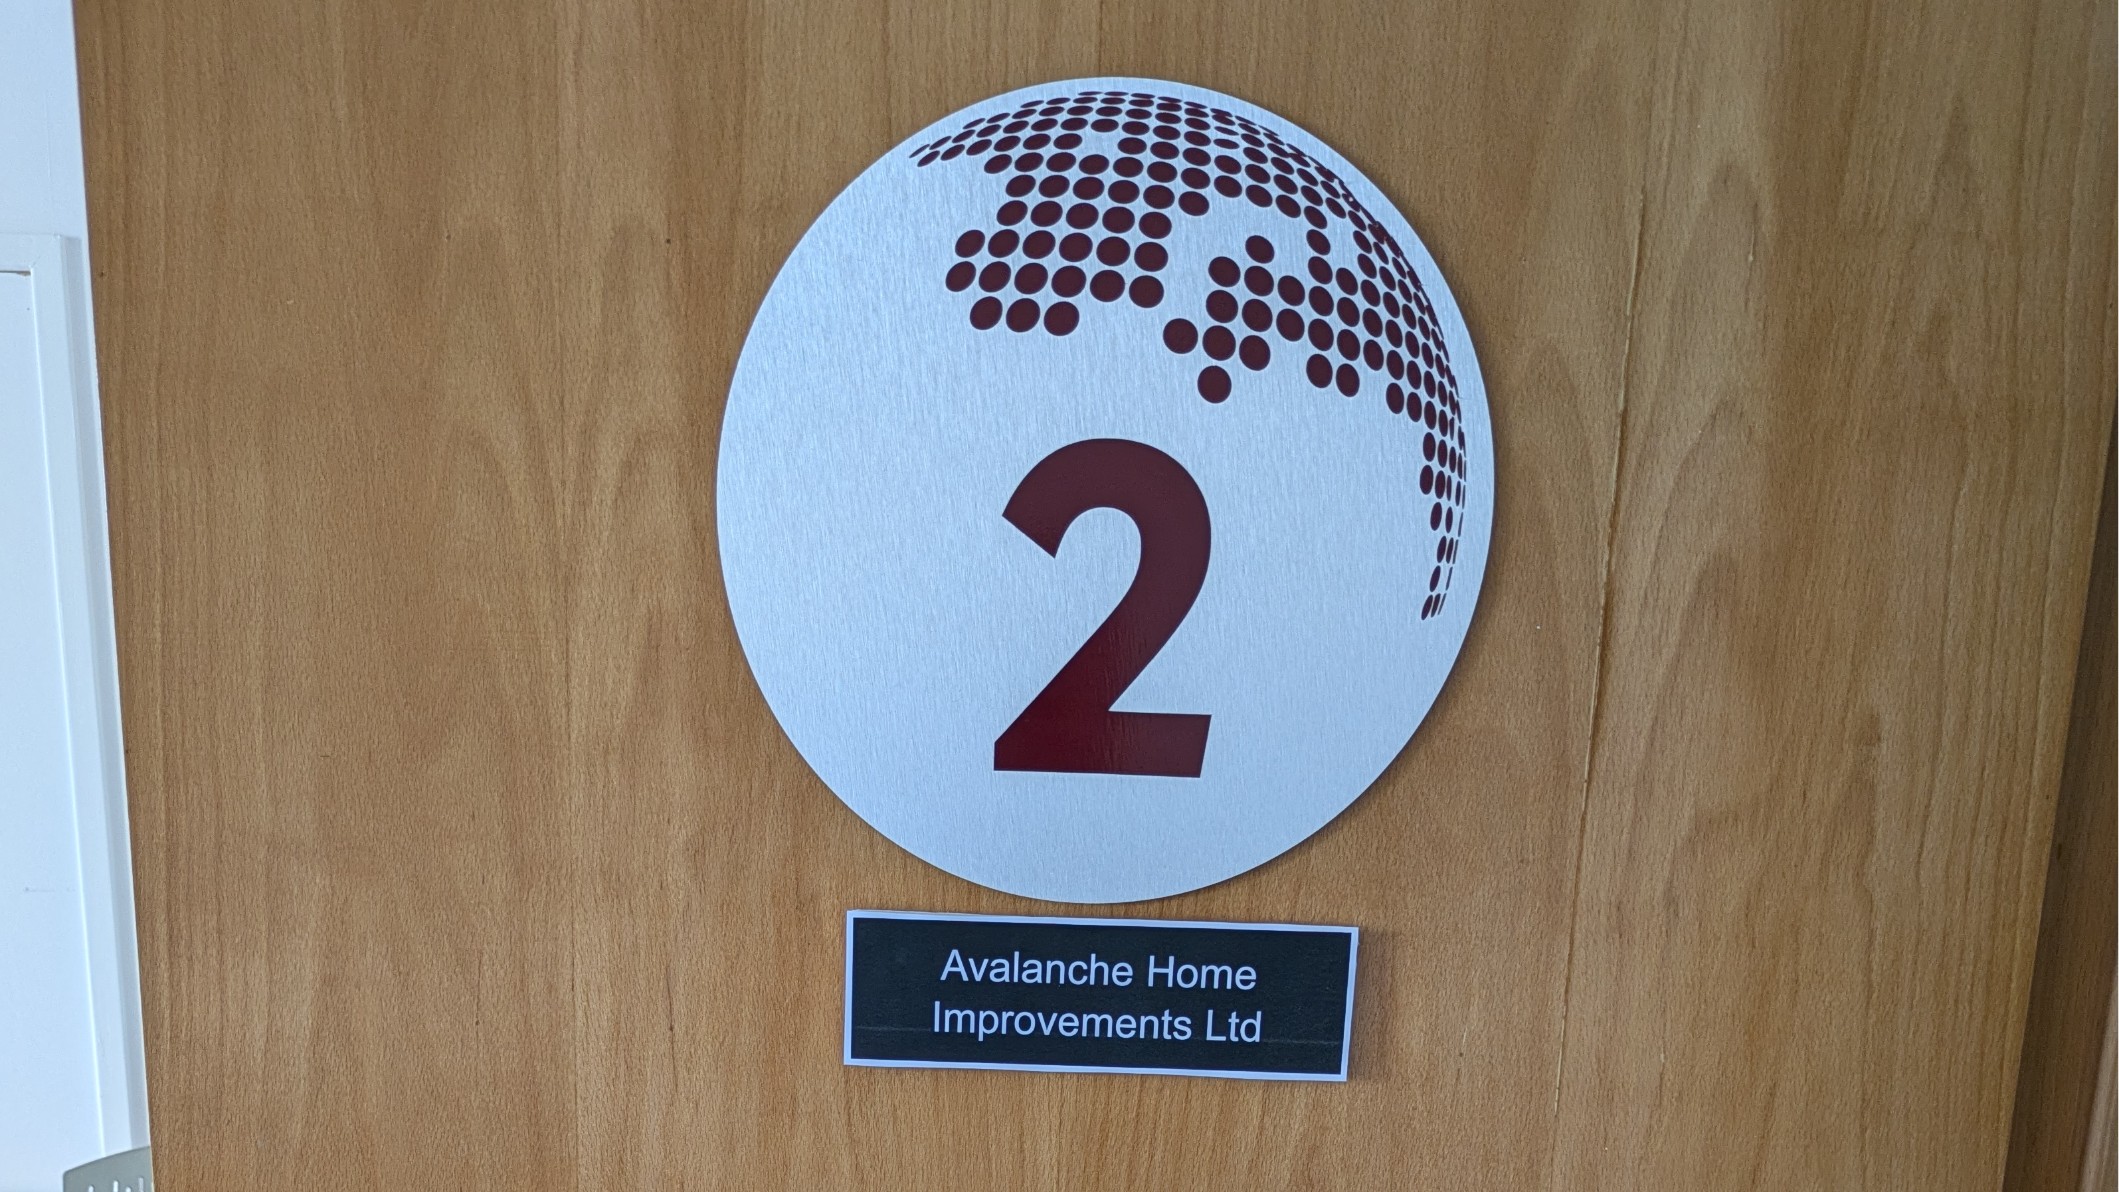 2
Avalanche Home
Improvements Ltd